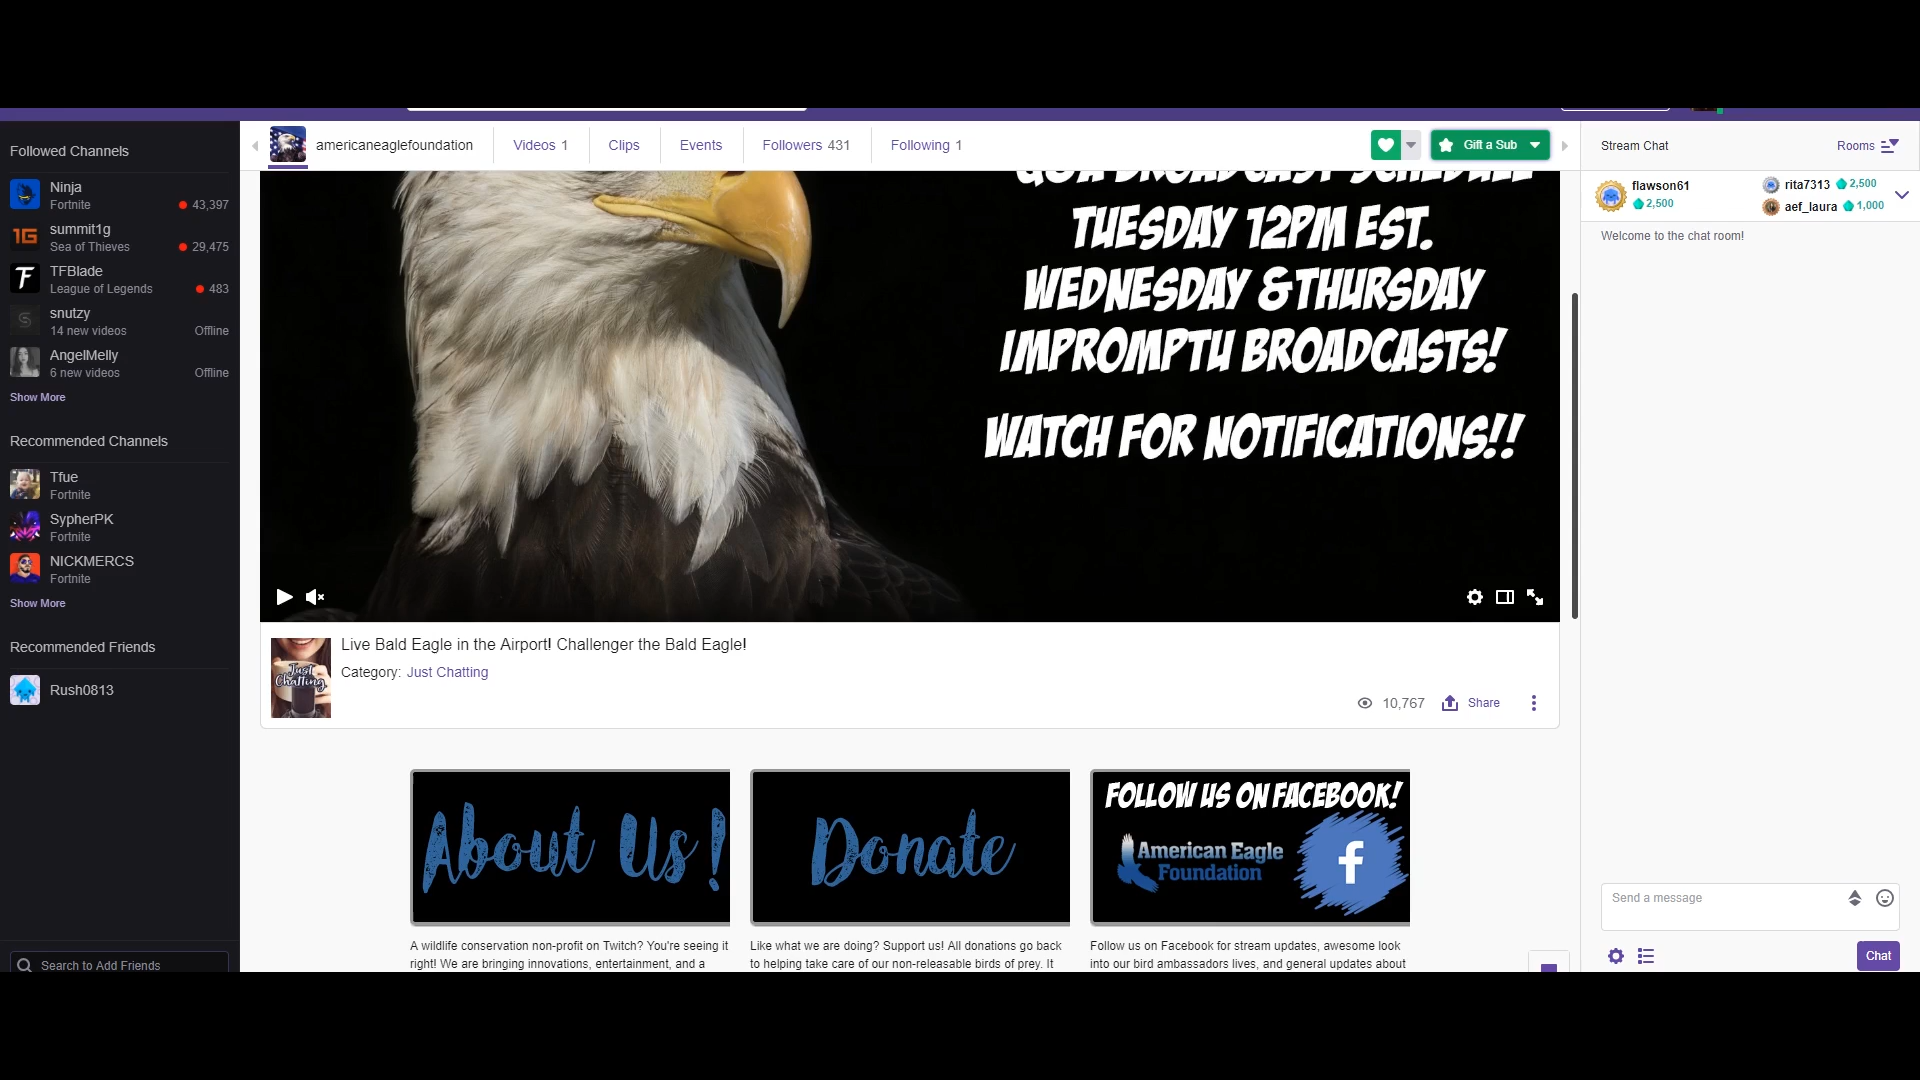 Followed Channels
Ninja
Fortnite
43,397
summit1g
Sea of Thieves
29,475
TFBlade
League of Legends
483
snutzy
14 new videos
Offline
AngelMelly
6 new videos
Offline
Show More
Recommended Channels
Tfue
Fortnite
SypherPK
Fortnite
NICKMERCS
Fortnite
Show More
Recommended Friends
Rush0813
Search to Add Friends
americaneaglefoundation
Videos 1
Clips
Events
Followers 431
Following 1
Gift a Sub
Q&A BROADCAST SCHEDULE
TUESDAY 12PM EST.
WEDNESDAY & THURSDAY
IMPROMPTU BROADCASTS!
WATCH FOR NOTIFICATIONS!!
Just
Chatting
Live Bald Eagle in the Airport! Challenger the Bald Eagle!
Category: Just Chatting
10,767
Share
About Us!
A wildlife conservation non-profit on Twitch? You're seeing it
right! We are bringing innovations, entertainment, and a
Donate
Like what we are doing? Support us! All donations go back
to helping take care of our non-releasable birds of prey. It
FOLLOW US ON FACEBOOK!
American Eagle
Foundation
f
Follow us on Facebook for stream updates, awesome look
into our bird ambassadors lives, and general updates about
Stream Chat
Rooms
flawson61
2,500
rita7313 2,500
aef_laura 1,000
Welcome to the chat room!
Send a message
Chat